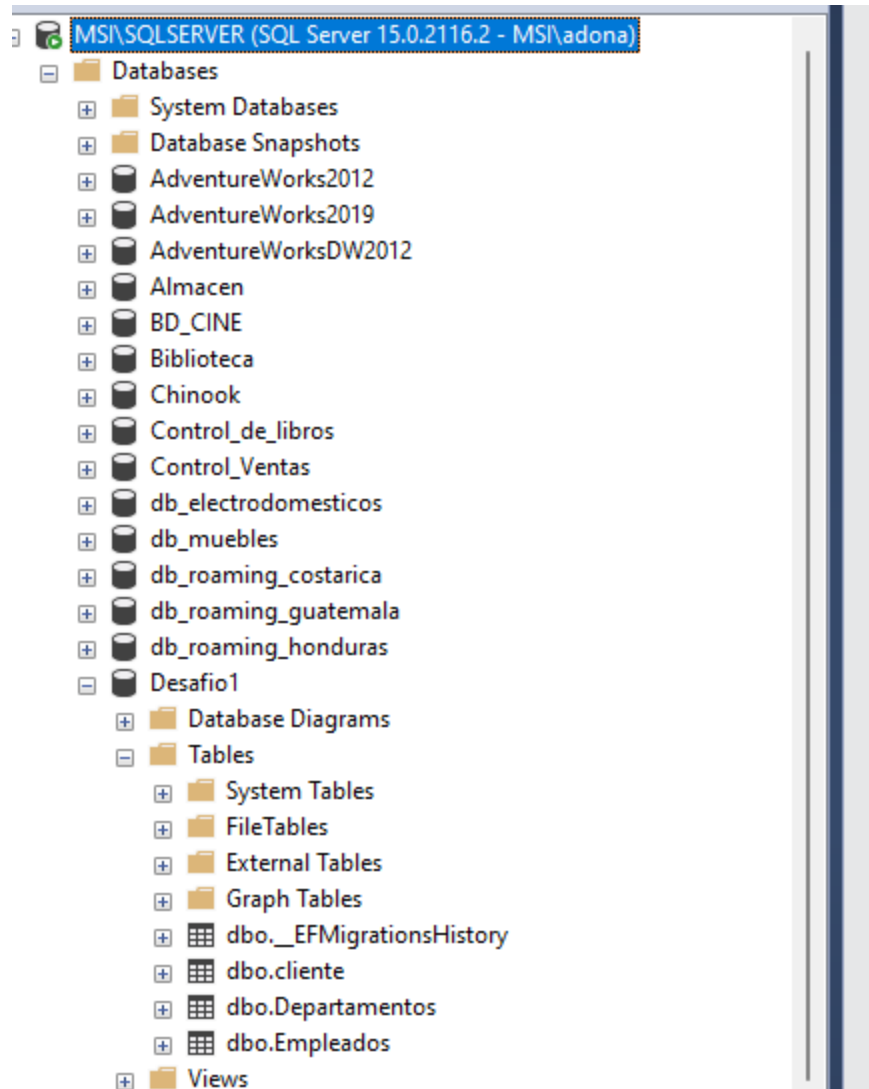 MSI\SQLSERVER (SQL Server 15.0.2116.2 - MSI\adona)
Databases
System Databases
Database Snapshots
AdventureWorks2012
AdventureWorks2019
AdventureWorksDW2012
Almacen
BD_CINE
Biblioteca
Chinook
Control_de_libros
Control_Ventas
db_electrodomesticos
db_muebles
db_roaming_costarica
db_roaming_guatemala
db_roaming_honduras
Desafio1
Database Diagrams
Tables
System Tables
FileTables
External Tables
Graph Tables
dbo.__EFMigrationsHistory
dbo.cliente
dbo.Departamentos
dbo.Empleados
Views